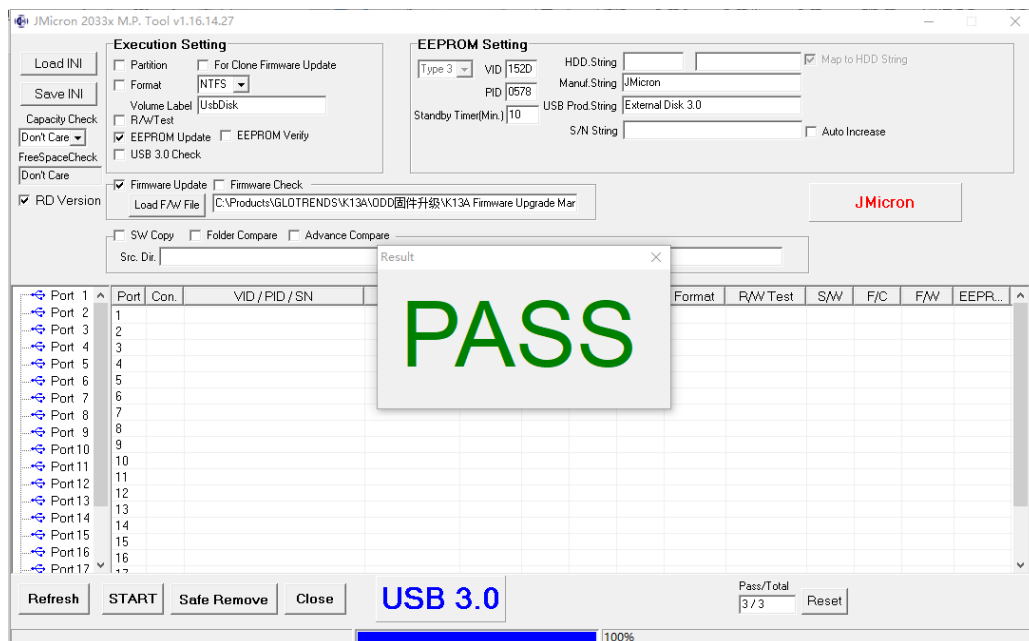 JMicron 2033x M.P. Tool v1.16.14.27
Load INI
Save INI
Capacity Check
Don't Care
FreeSpaceCheck
Don't Care
RD Version
Execution Setting
Partition For Clone Firmware Update
Format NTFS
Volume Label UsbDisk
R/WTest
EEPROM Update EEPROM Verify
USB 3.0 Check
EEPROM Setting
Type 3 VID 152D HDD.String Map to HDD String
PID 0578 Manuf.String JMicron
Standby Timer(Min.) 10 USB Prod.String External Disk 3.0
S/N String Auto Increase
Firmware Update Firmware Check
Load F/W File C:\Products\GLOTRENDS\K13A\ODD固件升级\K13A Firmware Upgrade Mar
JMicron
SW Copy Folder Compare Advance Compare
Src. Dir.
Result
PASS
Port 1
Port 2
Port 3
Port 4
Port 5
Port 6
Port 7
Port 8
Port 9
Port 10
Port 11
Port 12
Port 13
Port 14
Port 15
Port 16
Port 17
Port Con. VID / PID / SN Format R/W Test S/W F/C F/W EEPR...
1
2
3
4
5
6
7
8
9
10
11
12
13
14
15
16
17
Refresh START Safe Remove Close USB 3.0
Pass/Total
3 / 3 Reset
100%